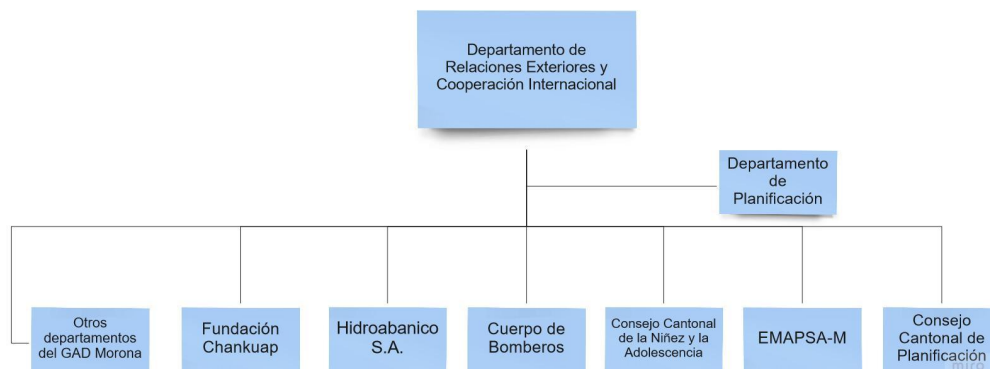 Departamento de
Relaciones Exteriores y
Cooperación Internacional
Departamento
de
Planificación
Otros
departamentos
del GAD Morona
Fundación
Chankuap
Hidroabanico
S.A.
Cuerpo de
Bomberos
Consejo Cantonal
de la Niñez y la
Adolescencia
EMAPSA-M
Consejo
Cantonal de
Planificación
miro